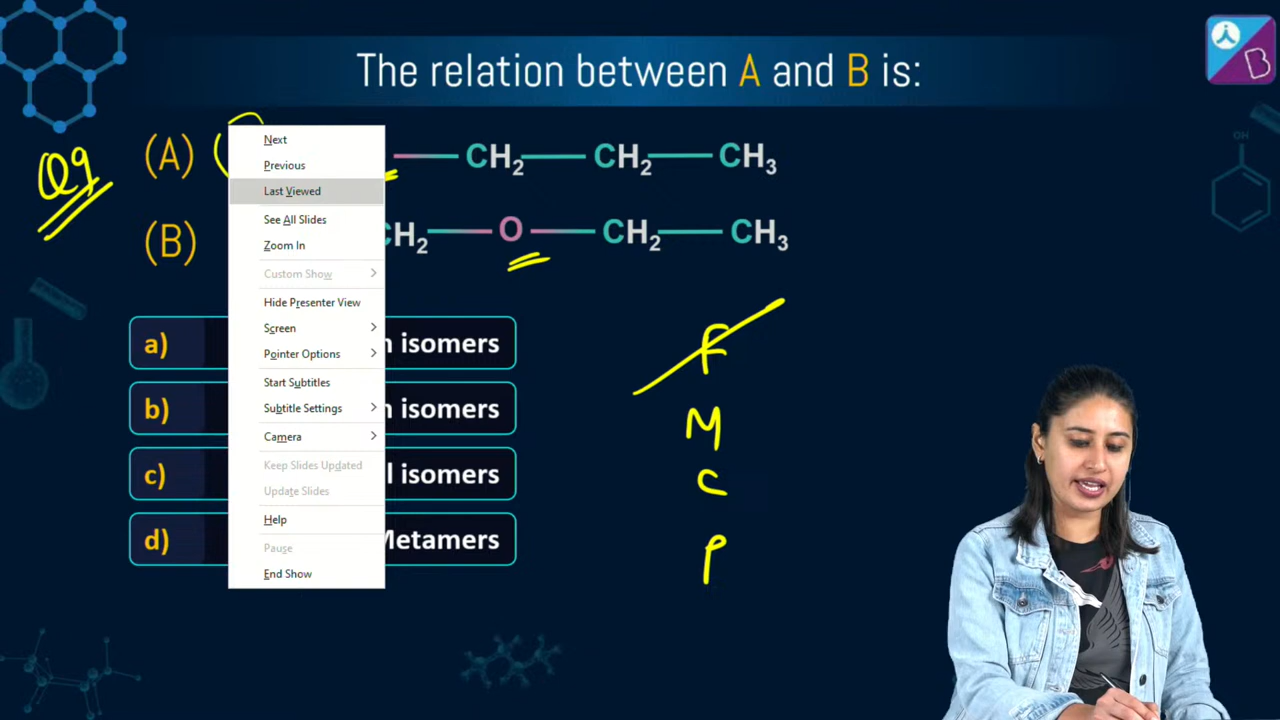 The relation between A and B is:
Q9
(A) CH₂ CH₂ CH₃
(B) CH₂ O CH₂ CH₃
Next
Previous
Last Viewed
See All Slides
Zoom In
Custom Show
Hide Presenter View
Screen
Pointer Options
Start Subtitles
Subtitle Settings
Camera
Keep Slides Updated
Update Slides
Help
Pause
End Show
a) isomers
b) isomers
c) isomers
d) Metamers
F
M
C
P
OH
B